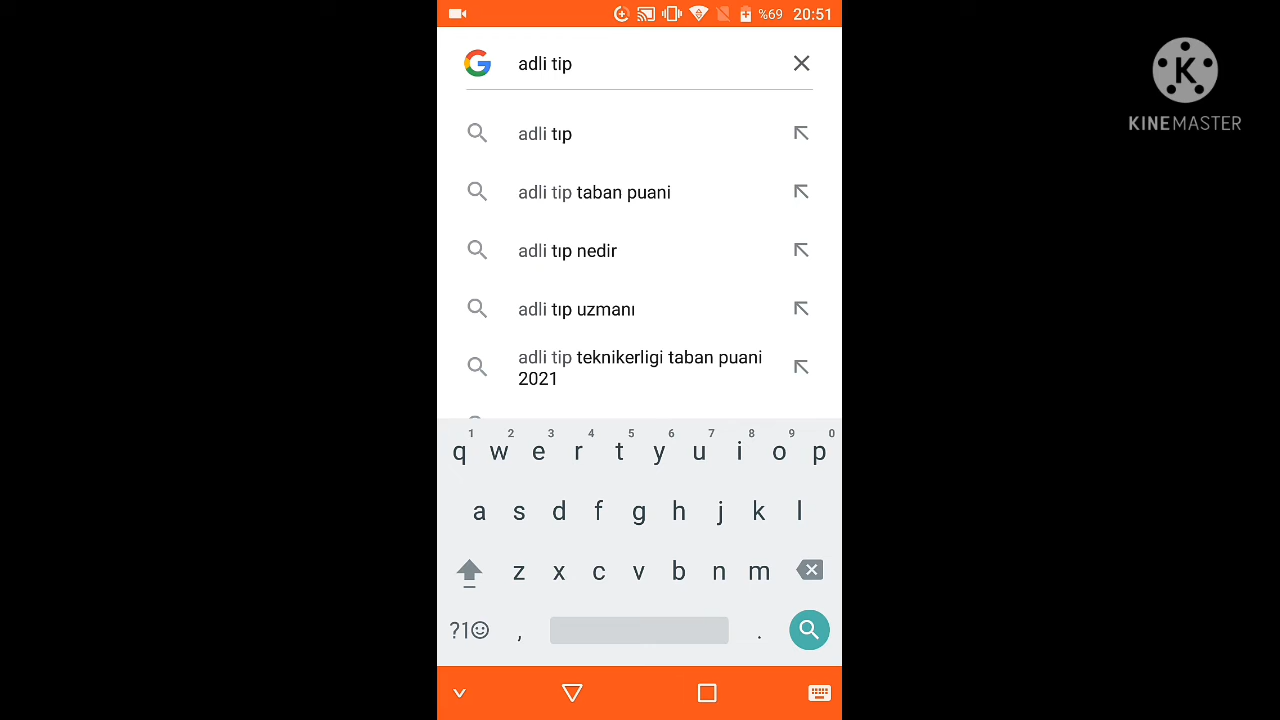 %69 20:51
adli tip
KINEMASTER
adli tıp
adli tip taban puani
adli tıp nedir
adli tıp uzmanı
adli tip teknikerligi taban puani
2021
1 2 3 4 5 6 7 8 9 0
q w e r t y u i o p
a s d f g h j k l
z x c v b n m
?1☺ , .